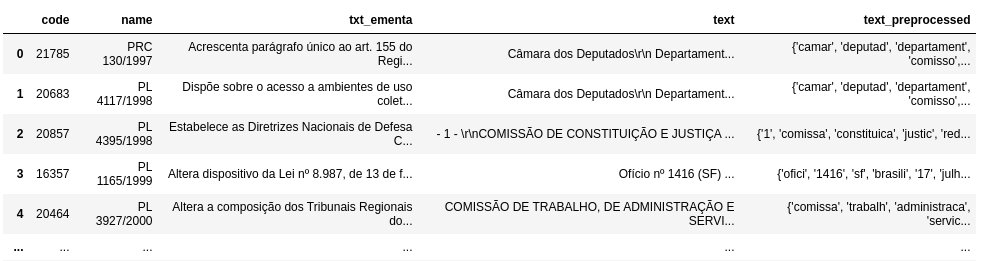 code name txt_ementa text text_preprocessed
0 21785 PRC 130/1997 Acrescenta parágrafo único ao art. 155 do Regi... Câmara dos Deputados\r\n Department... {'camar', 'deputad', 'departament', 'comisso',...
1 20683 PL 4117/1998 Dispõe sobre o acesso a ambientes de uso colet... Câmara dos Deputados\r\n Department... {'camar', 'deputad', 'departament', 'comisso',...
2 20857 PL 4395/1998 Estabelece as Diretrizes Nacionais de Defesa C... - 1 - \r\nCOMISSÃO DE CONSTITUIÇÃO E JUSTIÇA ... {'1', 'comissa', 'constituica', 'justic', 'red...
3 16357 PL 1165/1999 Altera dispositivo da Lei nº 8.987, de 13 de f... Ofício nº 1416 (SF) ... {'ofici', '1416', 'sf', 'brasili', '17', 'julh...
4 20464 PL 3927/2000 Altera a composição dos Tribunais Regionais do... COMISSÃO DE TRABALHO, DE ADMINISTRAÇÃO E SERVI... {'comissa', 'trabalh', 'administraca', 'servic...
... ... ... ... ... ...